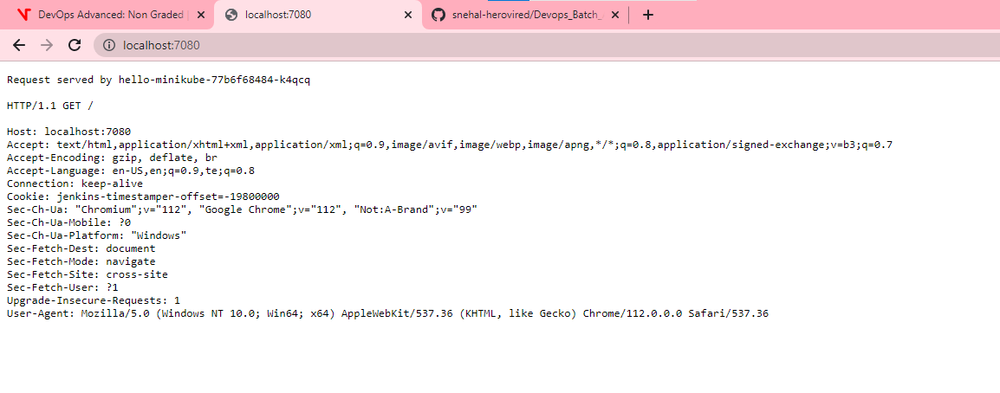 DevOps Advanced: Non Graded
localhost:7080
snehal-herovired/Devops_Batch_
localhost:7080
Request served by hello-minikube-77b6f68484-k4qcq
HTTP/1.1 GET /
Host: localhost:7080
Accept: text/html,application/xhtml+xml,application/xml;q=0.9,image/avif,image/webp,image/apng,*/*;q=0.8,application/signed-exchange;v=b3;q=0.7
Accept-Encoding: gzip, deflate, br
Accept-Language: en-US,en;q=0.9,te;q=0.8
Connection: keep-alive
Cookie: jenkins-timestamper-offset=-19800000
Sec-Ch-Ua: "Chromium";v="112", "Google Chrome";v="112", "Not:A-Brand";v="99"
Sec-Ch-Ua-Mobile: ?0
Sec-Ch-Ua-Platform: "Windows"
Sec-Fetch-Dest: document
Sec-Fetch-Mode: navigate
Sec-Fetch-Site: cross-site
Sec-Fetch-User: ?1
Upgrade-Insecure-Requests: 1
User-Agent: Mozilla/5.0 (Windows NT 10.0; Win64; x64) AppleWebKit/537.36 (KHTML, like Gecko) Chrome/112.0.0.0 Safari/537.36